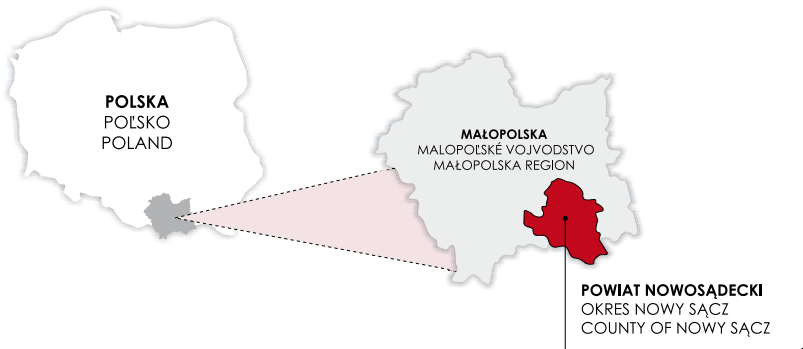 POLSKA
POĽSKO
POLAND
MAŁOPOLSKA
MALOPOĽSKÉ VOJVODSTVO
MAŁOPOLSKA REGION
POWIAT NOWOSĄDECKI
OKRES NOWY SĄCZ
COUNTY OF NOWY SĄCZ